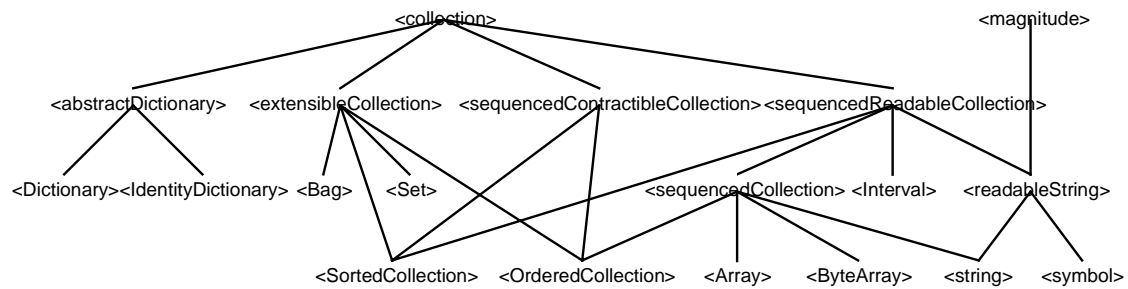 <collection> <magnitude>
<abstractDictionary> <extensibleCollection> <sequencedContractibleCollection> <sequencedReadableCollection>
<Dictionary> <IdentityDictionary> <Bag> <Set> <sequencedCollection> <Interval> <readableString>
<SortedCollection> <OrderedCollection> <Array> <ByteArray> <string> <symbol>